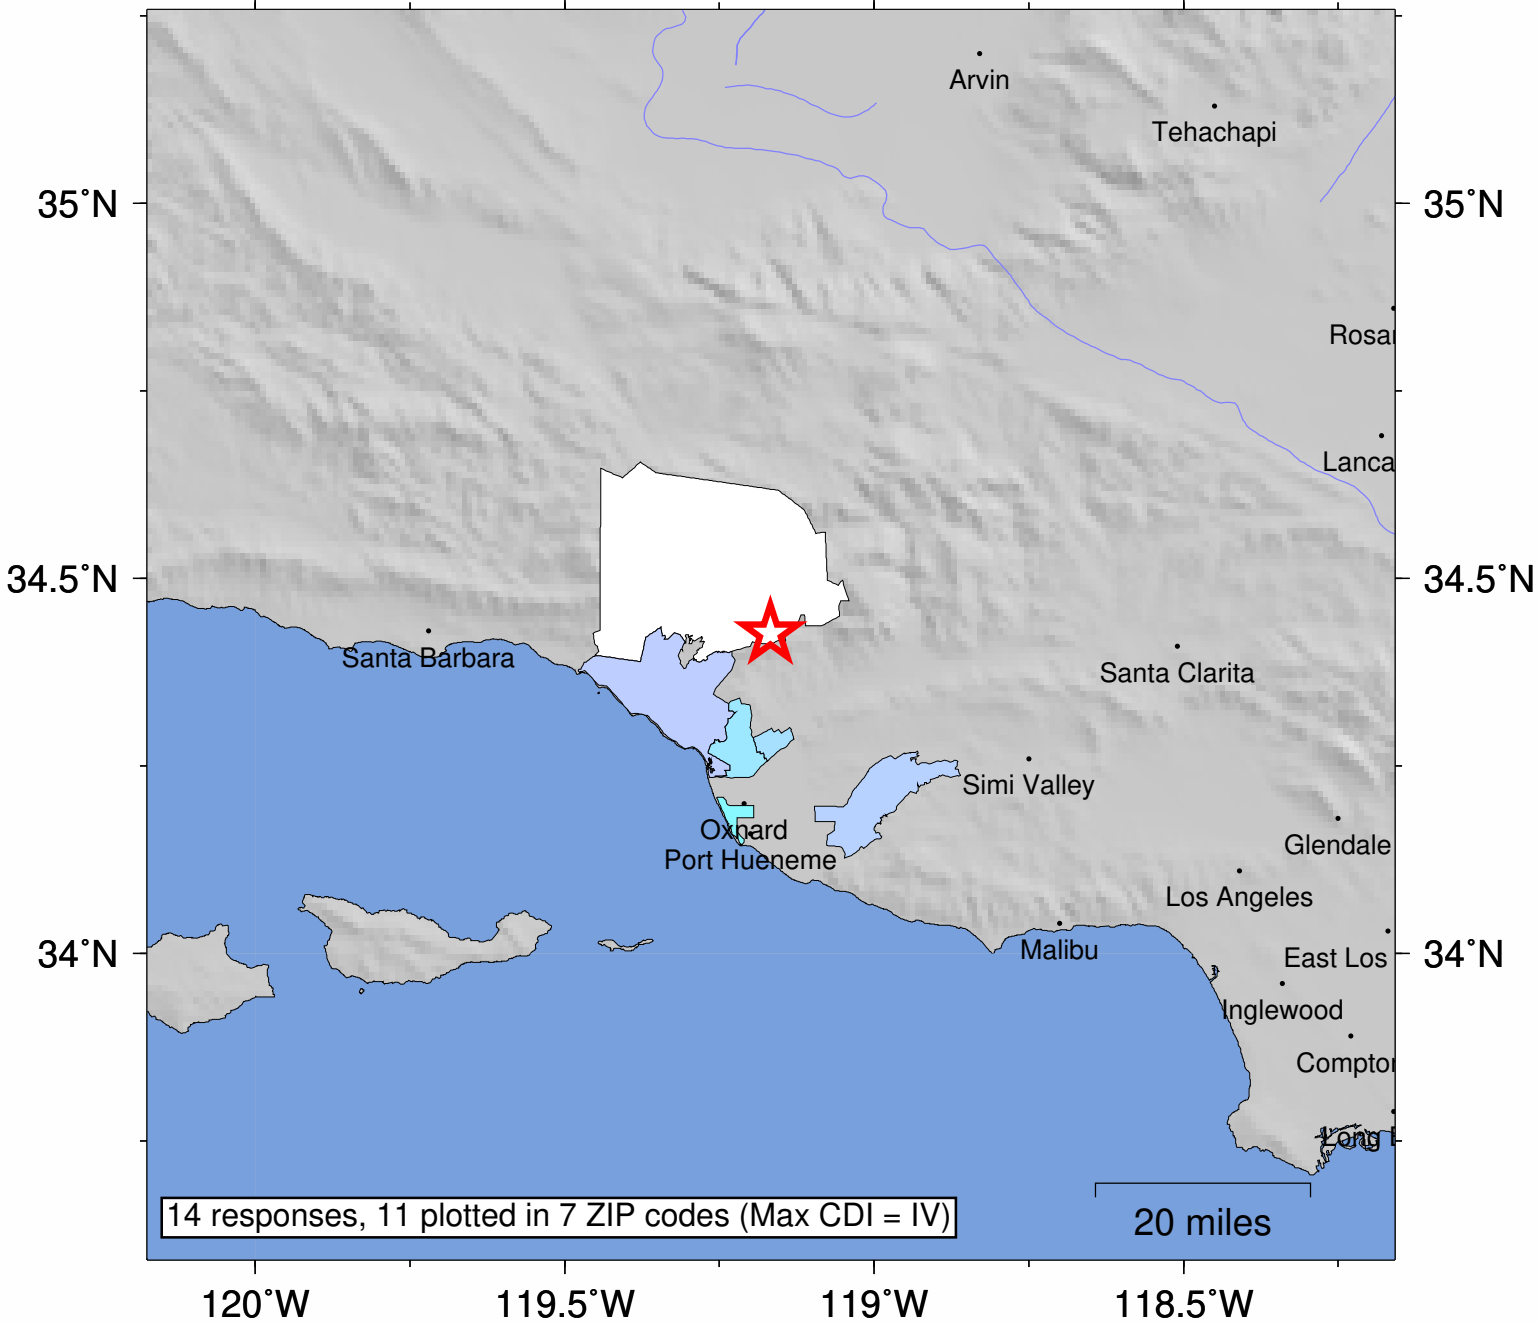 Arvin
Tehachapi
35°N
35°N
Rosa
Lanca
34.5°N
34.5°N
Santa Barbara
Santa Clarita
Simi Valley
Oxnard
Port Hueneme
Glendale
Los Angeles
34°N
Malibu
East Los
34°N
Inglewood
Compto
Long
14 responses, 11 plotted in 7 ZIP codes (Max CDI = IV)
20 miles
120°W
119.5°W
119°W
118.5°W